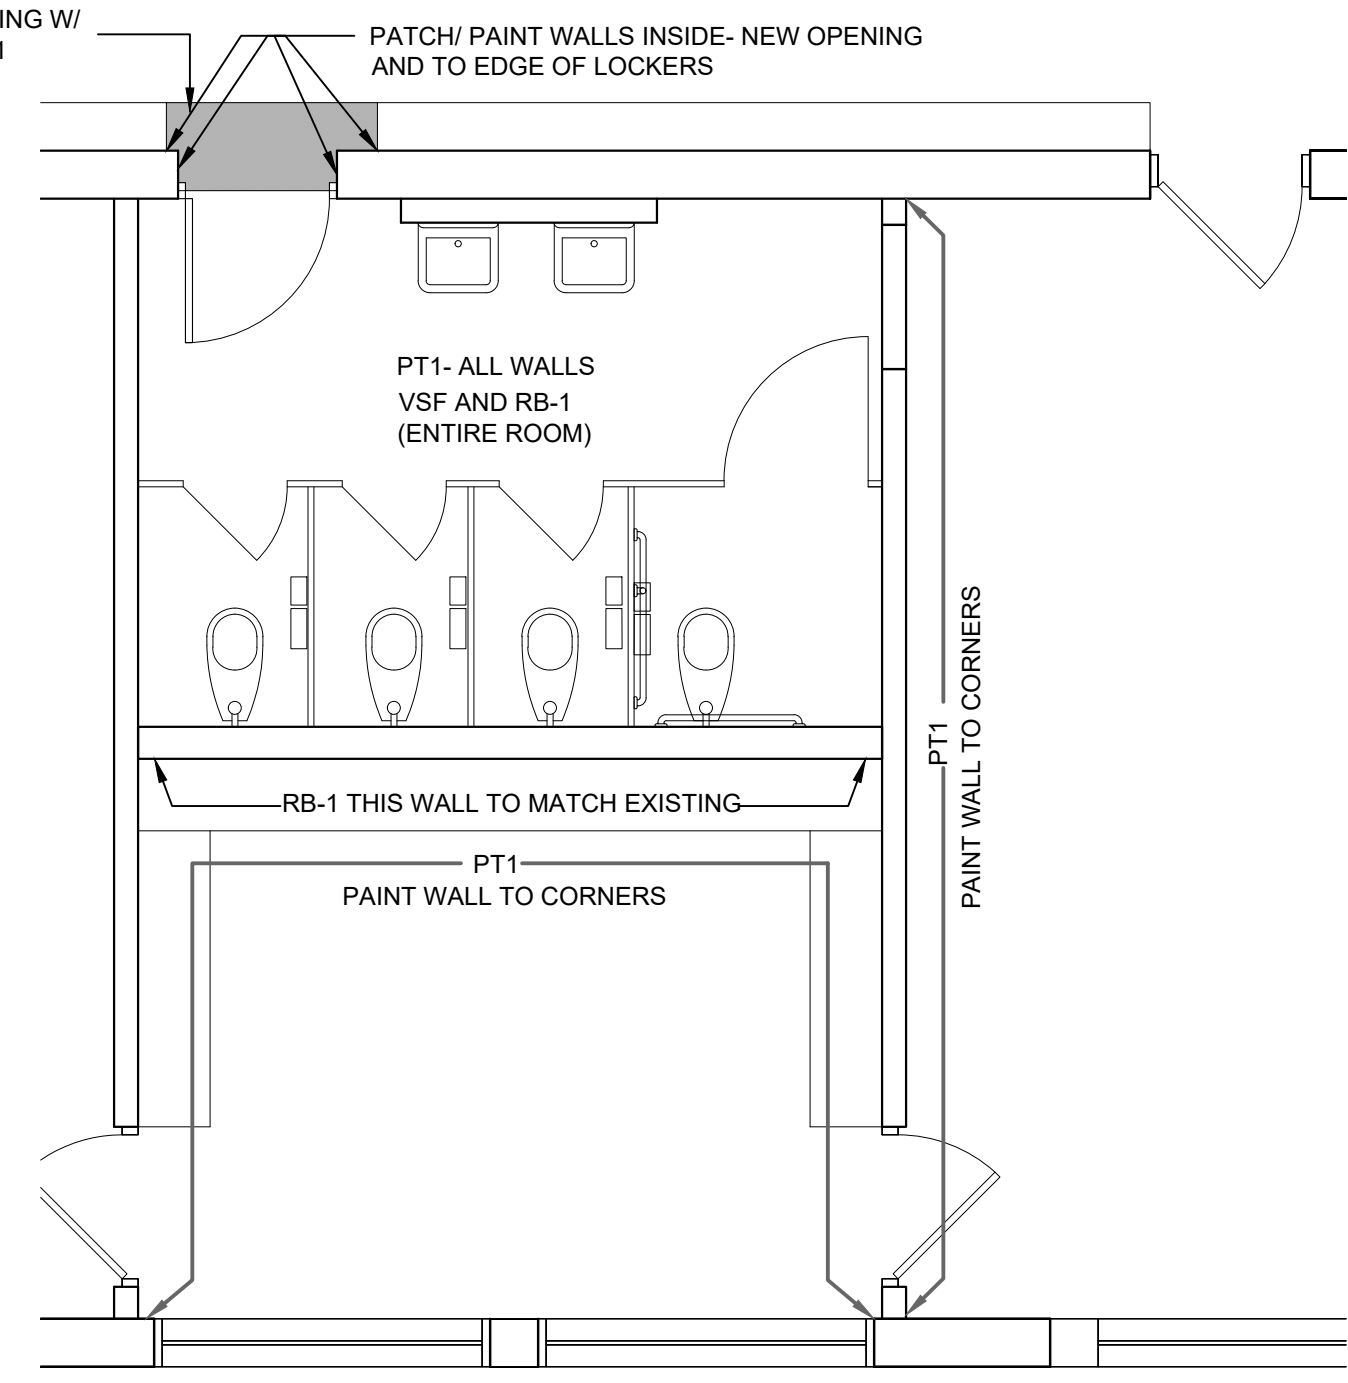 ING W/
1
PATCH/ PAINT WALLS INSIDE- NEW OPENING
AND TO EDGE OF LOCKERS
PT1- ALL WALLS
VSF AND RB-1
(ENTIRE ROOM)
PT1
PAINT WALL TO CORNERS
RB-1 THIS WALL TO MATCH EXISTING
PT1
PAINT WALL TO CORNERS